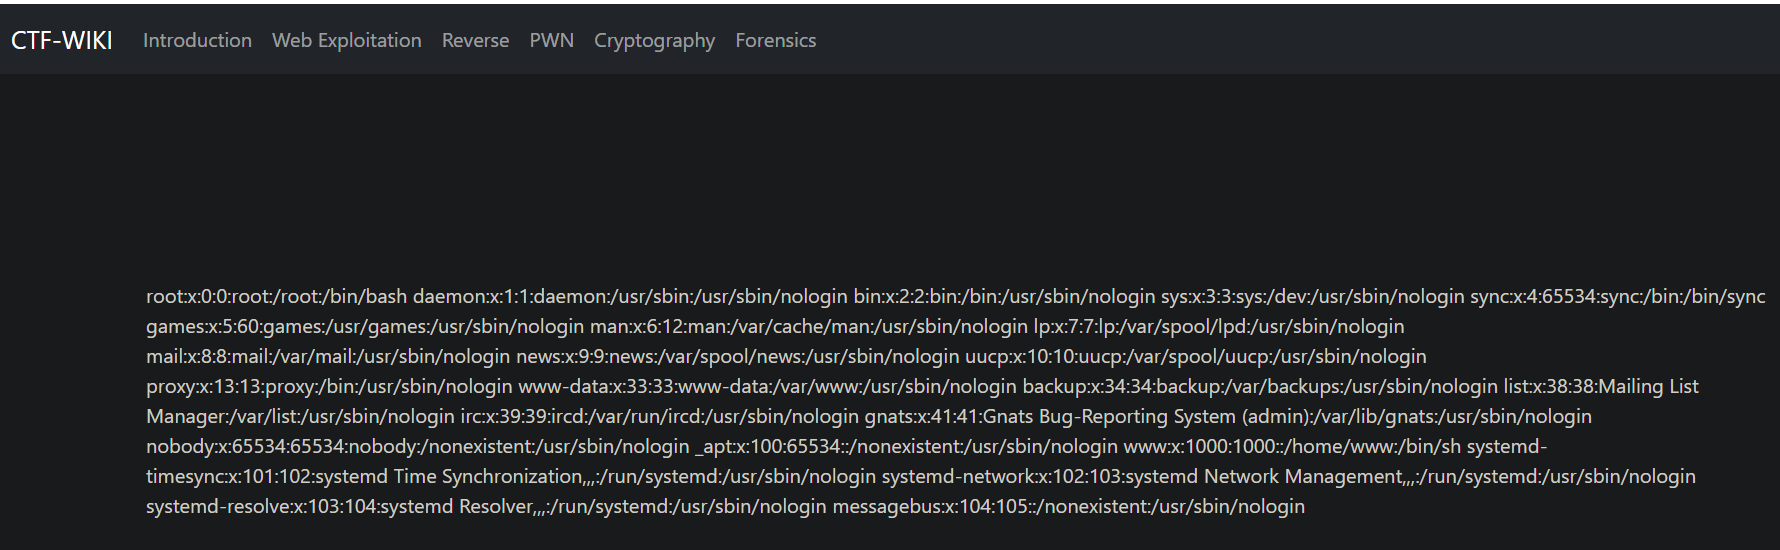 CTF-WIKI Introduction Web Exploitation Reverse PWN Cryptography Forensics
root:x:0:0:root:/root:/bin/bash daemon:x:1:1:daemon:/usr/sbin:/usr/sbin/nologin bin:x:2:2:bin:/bin:/usr/sbin/nologin sys:x:3:3:sys:/dev:/usr/sbin/nologin sync:x:4:65534:sync:/bin:/bin/sync
games:x:5:60:games:/usr/games:/usr/sbin/nologin man:x:6:12:man:/var/cache/man:/usr/sbin/nologin lp:x:7:7:lp:/var/spool/lpd:/usr/sbin/nologin
mail:x:8:8:mail:/var/mail:/usr/sbin/nologin news:x:9:9:news:/var/spool/news:/usr/sbin/nologin uucp:x:10:10:uucp:/var/spool/uucp:/usr/sbin/nologin
proxy:x:13:13:proxy:/bin:/usr/sbin/nologin www-data:x:33:33:www-data:/var/www:/usr/sbin/nologin backup:x:34:34:backup:/var/backups:/usr/sbin/nologin list:x:38:38:Mailing List
Manager:/var/list:/usr/sbin/nologin irc:x:39:39:ircd:/var/run/ircd:/usr/sbin/nologin gnats:x:41:41:Gnats Bug-Reporting System (admin):/var/lib/gnats:/usr/sbin/nologin
nobody:x:65534:65534:nobody:/nonexistent:/usr/sbin/nologin _apt:x:100:65534::/nonexistent:/usr/sbin/nologin www:x:1000:1000::/home/www:/bin/sh systemd-
timesync:x:101:102:systemd Time Synchronization,,,:/run/systemd:/usr/sbin/nologin systemd-network:x:102:103:systemd Network Management,,,:/run/systemd:/usr/sbin/nologin
systemd-resolve:x:103:104:systemd Resolver,,,:/run/systemd:/usr/sbin/nologin messagebus:x:104:105::/nonexistent:/usr/sbin/nologin